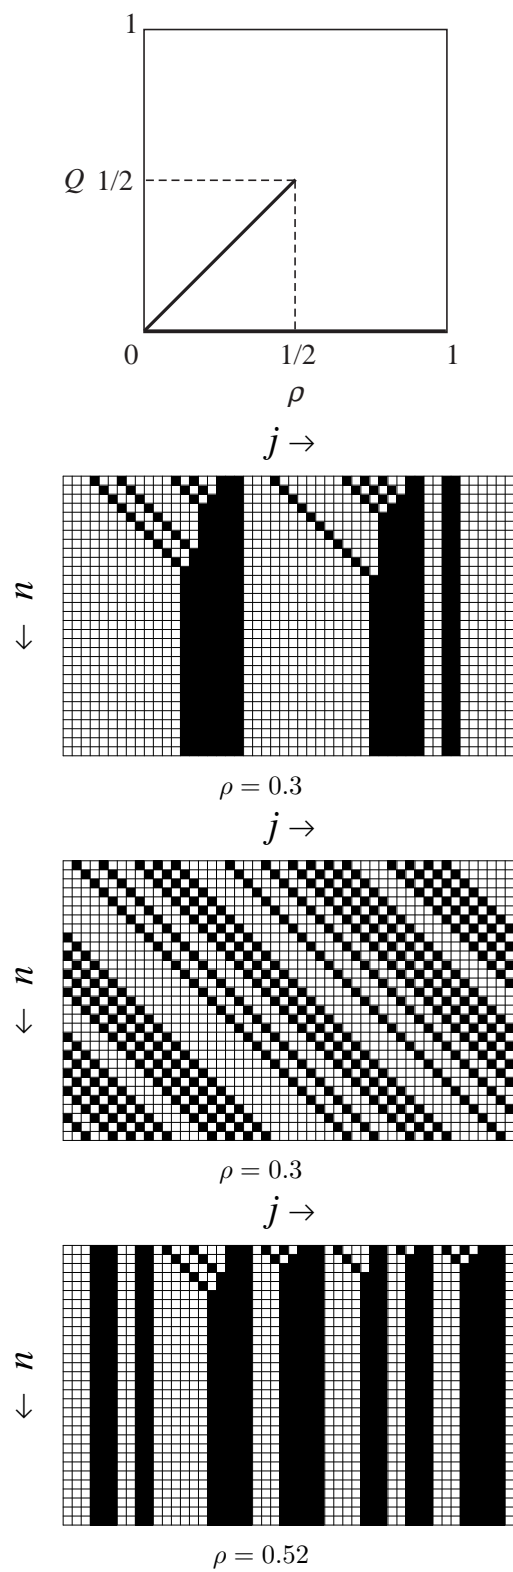 1
Q 1/2
0 1/2 1
ρ
j →
← n
ρ = 0.3
j →
← n
ρ = 0.3
j →
← n
ρ = 0.52